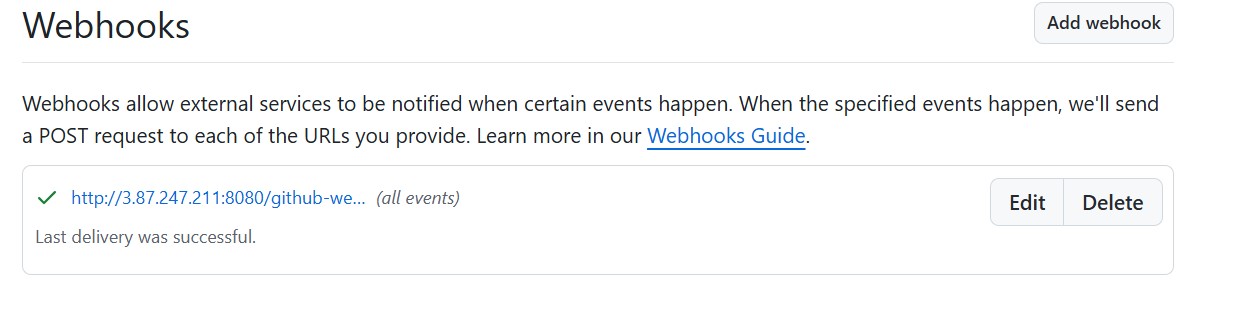 Webhooks
Add webhook
Webhooks allow external services to be notified when certain events happen. When the specified events happen, we'll send
a POST request to each of the URLs you provide. Learn more in our Webhooks Guide.
http://3.87.247.211:8080/github-we... (all events)
Edit
Delete
Last delivery was successful.